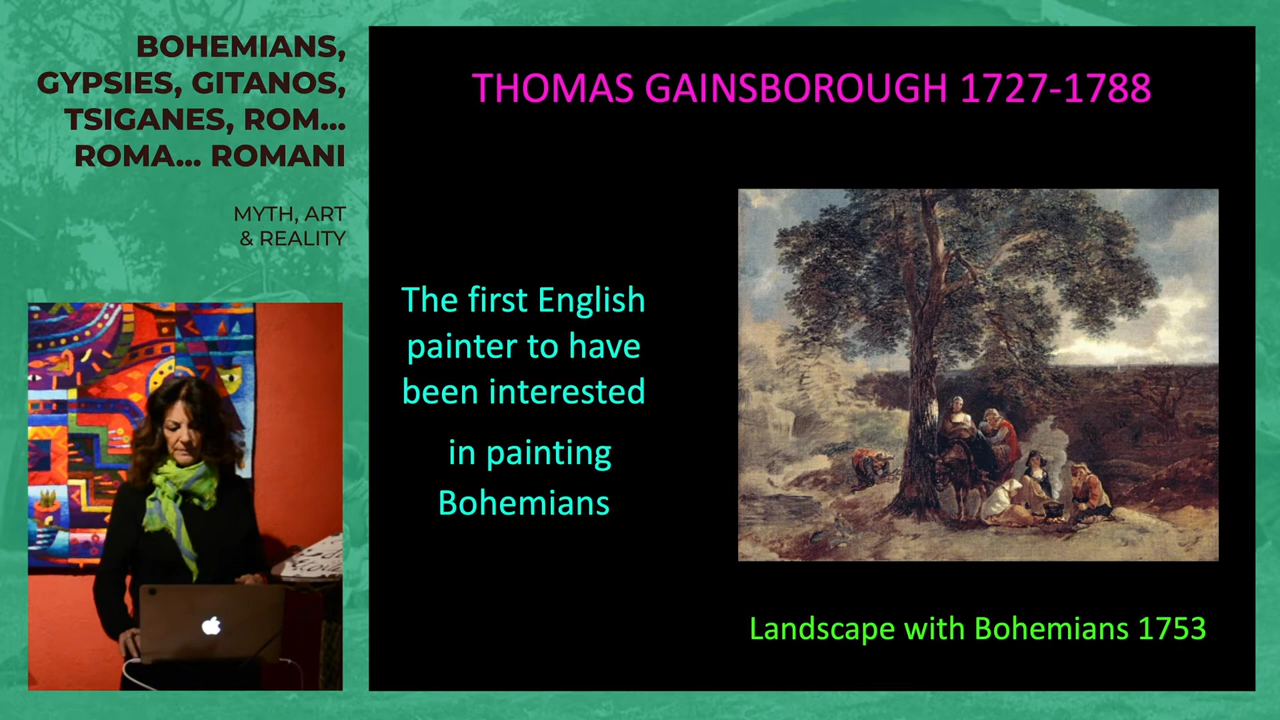 BOHEMIANS,
GYPSIES, GITANOS,
TSIGANES, ROM...
ROMA... ROMANI
MYTH, ART
& REALITY
THOMAS GAINSBOROUGH 1727-1788
The first English
painter to have
been interested
in painting
Bohemians
Landscape with Bohemians 1753